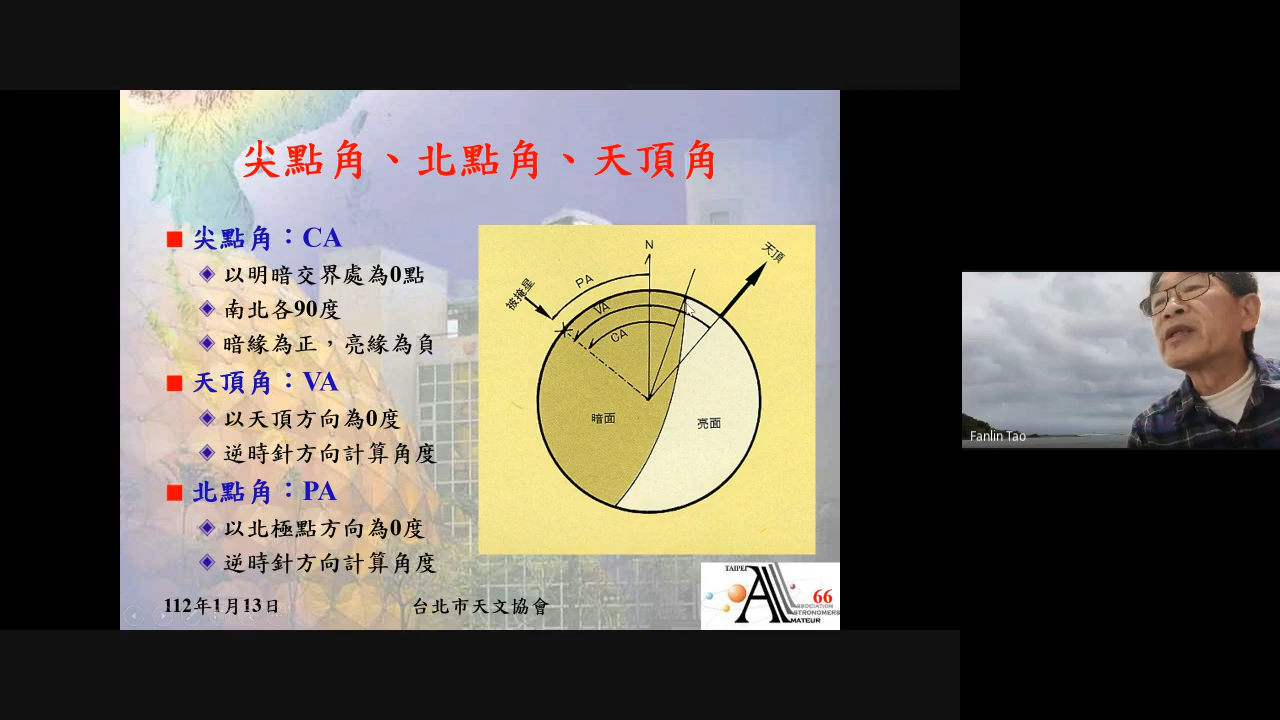 尖點角、北點角、天頂角
尖點角：CA
以明暗交界處為0點
南北各90度
暗緣為正，亮緣為負
天頂角：VA
以天頂方向為0度
逆時針方向計算角度
北點角：PA
以北極點方向為0度
逆時針方向計算角度
N
天頂
PA
被掩星
VA
CA
暗面
亮面
112年1月13日
台北市天文協會
TAIPEI
A
66
SSOCIATION
STRONOMERS
MATEUR
Fanlin Tao